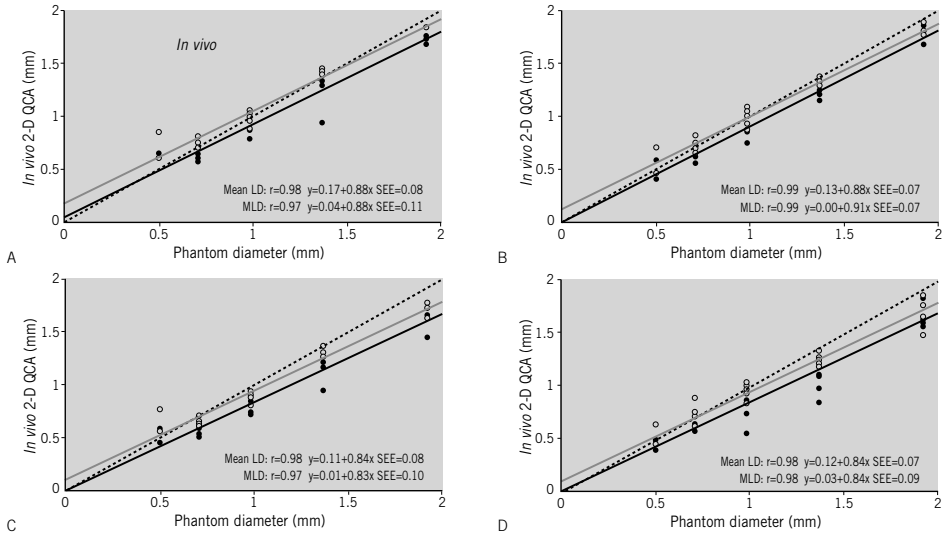 2
1.5
1
0.5
0
In vivo 2-D QCA (mm)
In vivo
Mean LD: r=0.98 y=0.17+0.88x SEE=0.08
MLD: r=0.97 y=0.04+0.88x SEE=0.11
0 0.5 1 1.5 2
Phantom diameter (mm)
A
2
1.5
1
0.5
0
In vivo 2-D QCA (mm)
Mean LD: r=0.99 y=0.13+0.88x SEE=0.07
MLD: r=0.99 y=0.00+0.91x SEE=0.07
0 0.5 1 1.5 2
Phantom diameter (mm)
B
2
1.5
1
0.5
0
In vivo 2-D QCA (mm)
Mean LD: r=0.98 y=0.11+0.84x SEE=0.08
MLD: r=0.97 y=0.01+0.83x SEE=0.10
0 0.5 1 1.5 2
Phantom diameter (mm)
C
2
1.5
1
0.5
0
In vivo 2-D QCA (mm)
Mean LD: r=0.98 y=0.12+0.84x SEE=0.07
MLD: r=0.98 y=0.03+0.84x SEE=0.09
0 0.5 1 1.5 2
Phantom diameter (mm)
D